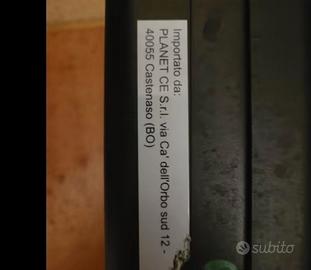 Importato da:
PLANET CE S.r.l. via Ca' dell'Orbo sud 12 -
40055 Castenaso (BO)
subito